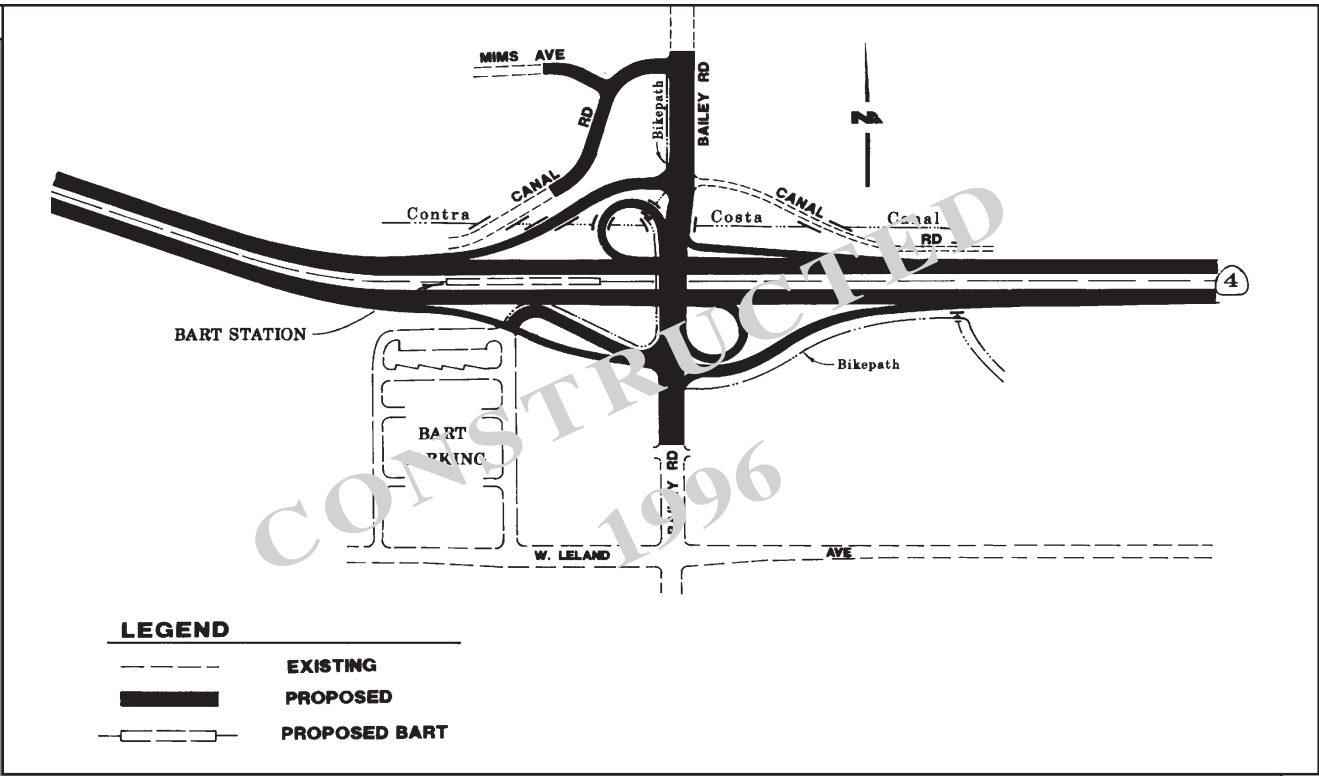 MIMS AVE
RD
Bikepath
BAILEY RD
N
CANAL
CANAL
Contra
Costa
Canal
RD
4
BART STATION
Bikepath
BART
RD
W. LELAND
AVE
CONSTRUCTED
1996
LEGEND
EXISTING
PROPOSED
PROPOSED BART